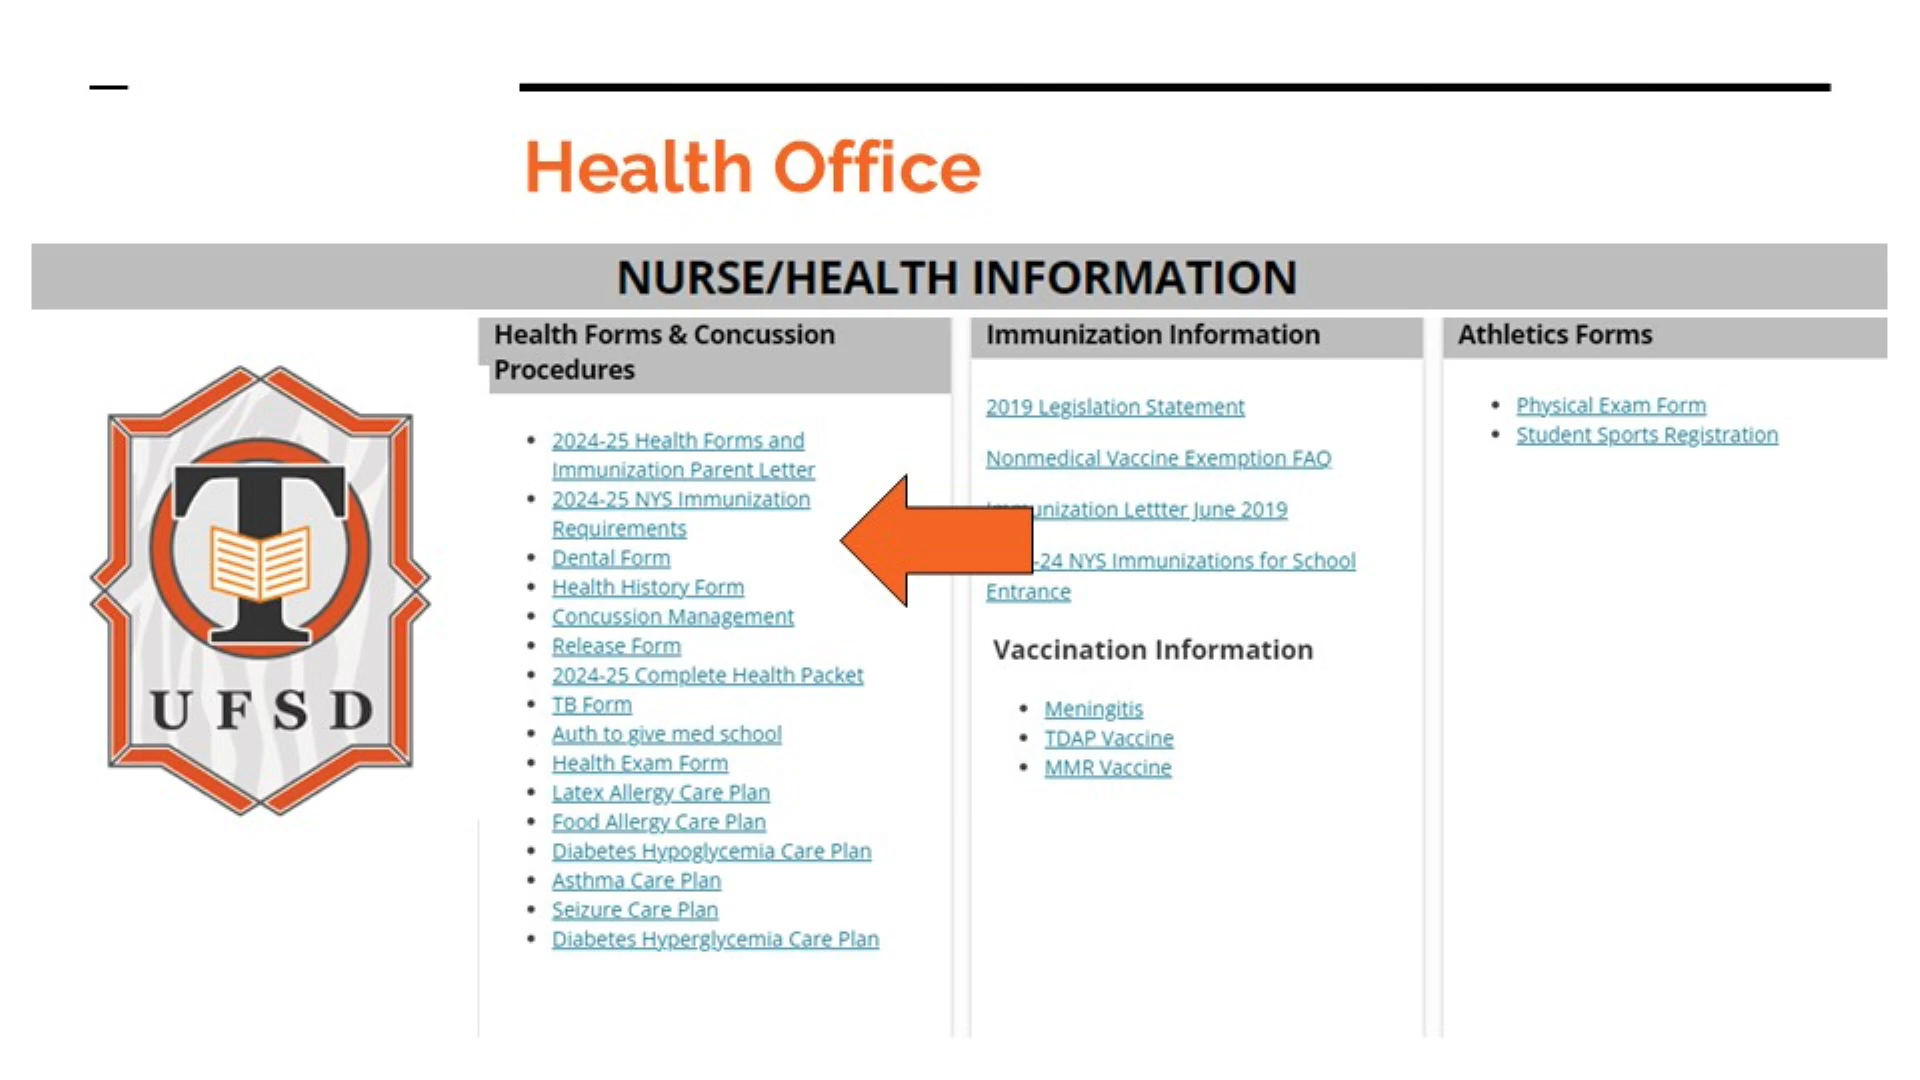 Health Office
NURSE/HEALTH INFORMATION
T
UFSD
Health Forms & Concussion
Procedures
• 2024-25 Health Forms and
Immunization Parent Letter
• 2024-25 NYS Immunization
Requirements
• Dental Form
• Health History Form
• Concussion Management
• Release Form
• 2024-25 Complete Health Packet
• TB Form
• Auth to give med school
• Health Exam Form
• Latex Allergy Care Plan
• Food Allergy Care Plan
• Diabetes Hypoglycemia Care Plan
• Asthma Care Plan
• Seizure Care Plan
• Diabetes Hyperglycemia Care Plan
Immunization Information
2019 Legislation Statement
Nonmedical Vaccine Exemption FAQ
Lettter June 2019
-24 NYS Immunizations for School
Entrance
Vaccination Information
• Meningitis
• TDAP Vaccine
• MMR Vaccine
Athletics Forms
• Physical Exam Form
• Student Sports Registration